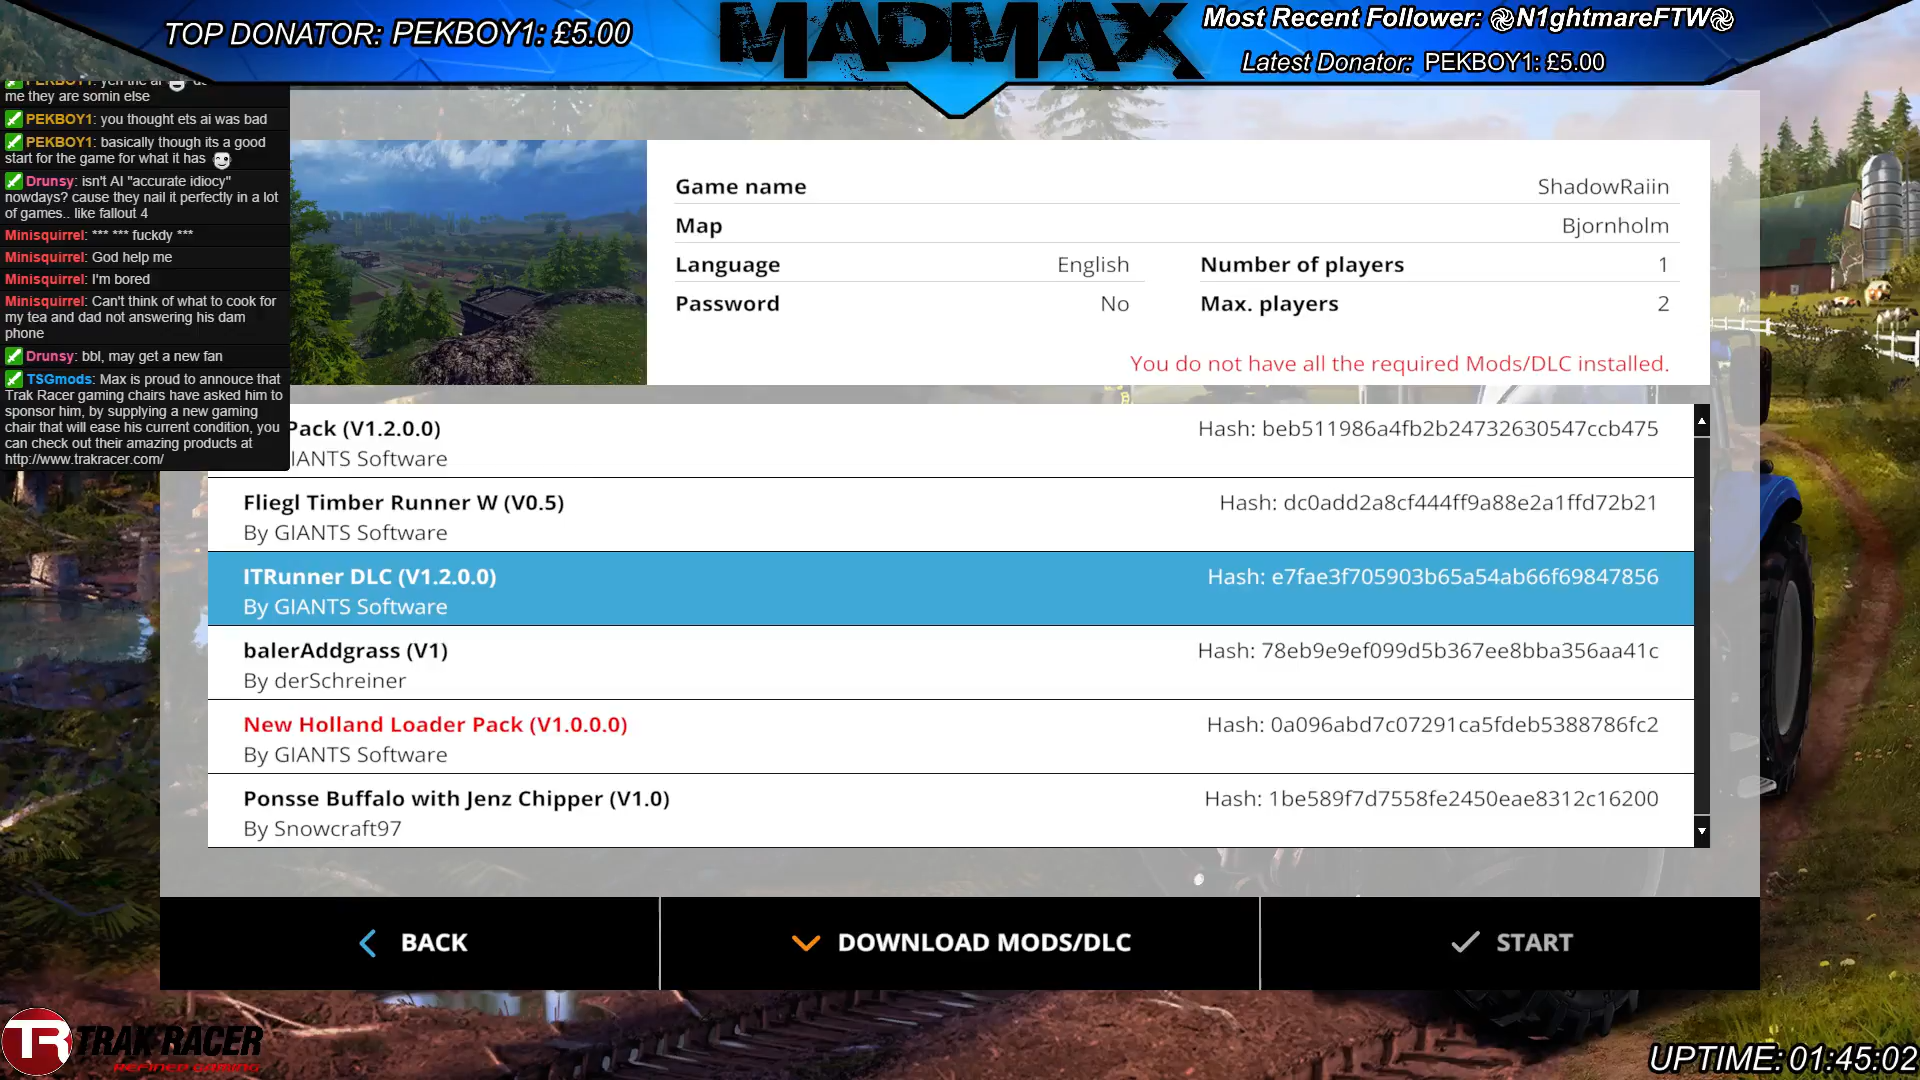 TOP DONATOR: PEKBOY1: £5.00
MADMAX
Most Recent Follower: N1ghtmareFTW
Latest Donator: PEKBOY1: £5.00
me they are somin else
PEKBOY1: you thought ets ai was bad
PEKBOY1: basically though its a good
start for the game for what it has
Drunsy: isn't AI "accurate idiocy"
nowdays? cause they nail it perfectly in a lot
of games.. like fallout 4
Minisquirrel: *** *** fuckdy ***
Minisquirrel: God help me
Minisquirrel: I'm bored
Minisquirrel: Can't think of what to cook for
my tea and dad not answering his dam
phone
Drunsy: bbl, may get a new fan
TSGmods: Max is proud to annouce that
Trak Racer gaming chairs have asked him to
sponsor him, by supplying a new gaming
chair that will ease his current condition, you
can check out their amazing products at
http://www.trakracer.com/
Game name ShadowRaiin
Map Bjornholm
Language English Number of players 1
Password No Max. players 2
You do not have all the required Mods/DLC installed.
Pack (V1.2.0.0) Hash: beb511986a4fb2b24732630547ccb475
GIANTS Software
Fliegl Timber Runner W (V0.5) Hash: dc0add2a8cf444ff9a88e2a1ffd72b21
By GIANTS Software
ITRunner DLC (V1.2.0.0) Hash: e7fae3f705903b65a54ab66f69847856
By GIANTS Software
balerAddgrass (V1) Hash: 78eb9e9ef099d5b367ee8bba356aa41c
By derSchreiner
New Holland Loader Pack (V1.0.0.0) Hash: 0a096abd7c07291ca5fdeb5388786fc2
By GIANTS Software
Ponsse Buffalo with Jenz Chipper (V1.0) Hash: 1be589f7d7558fe2450eae8312c16200
By Snowcraft97
BACK DOWNLOAD MODS/DLC START
TR TRAK RACER
REFINED GAMING
UPTIME: 01:45:02